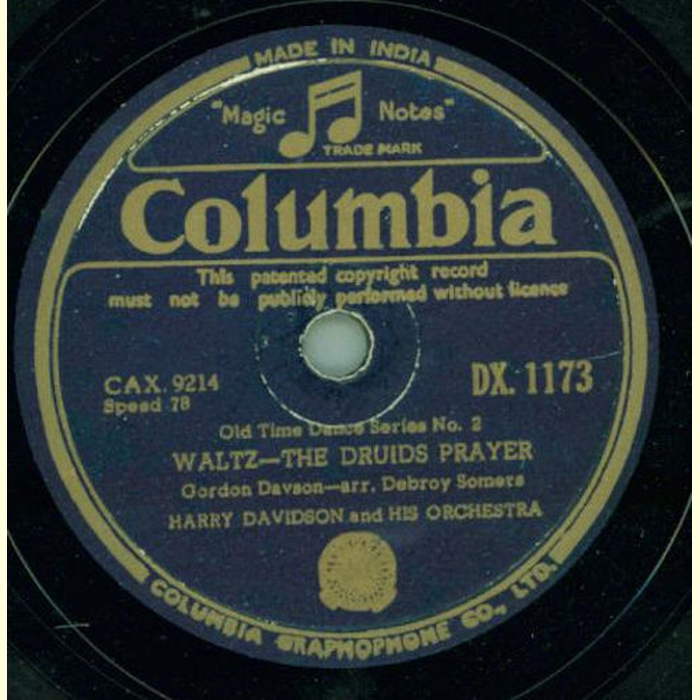 MADE IN INDIA
"Magic Notes"
TRADE MARK
Columbia
This patented copyright record
must not be publicly performed without licence
CAX. 9214
DX. 1173
Speed 78
Old Time Dance Series No. 2
WALTZ—THE DRUIDS PRAYER
Gordon Davson—arr. Debroy Somers
HARRY DAVIDSON and HIS ORCHESTRA
COLUMBIA GRAPHOPHONE CO., LTD.